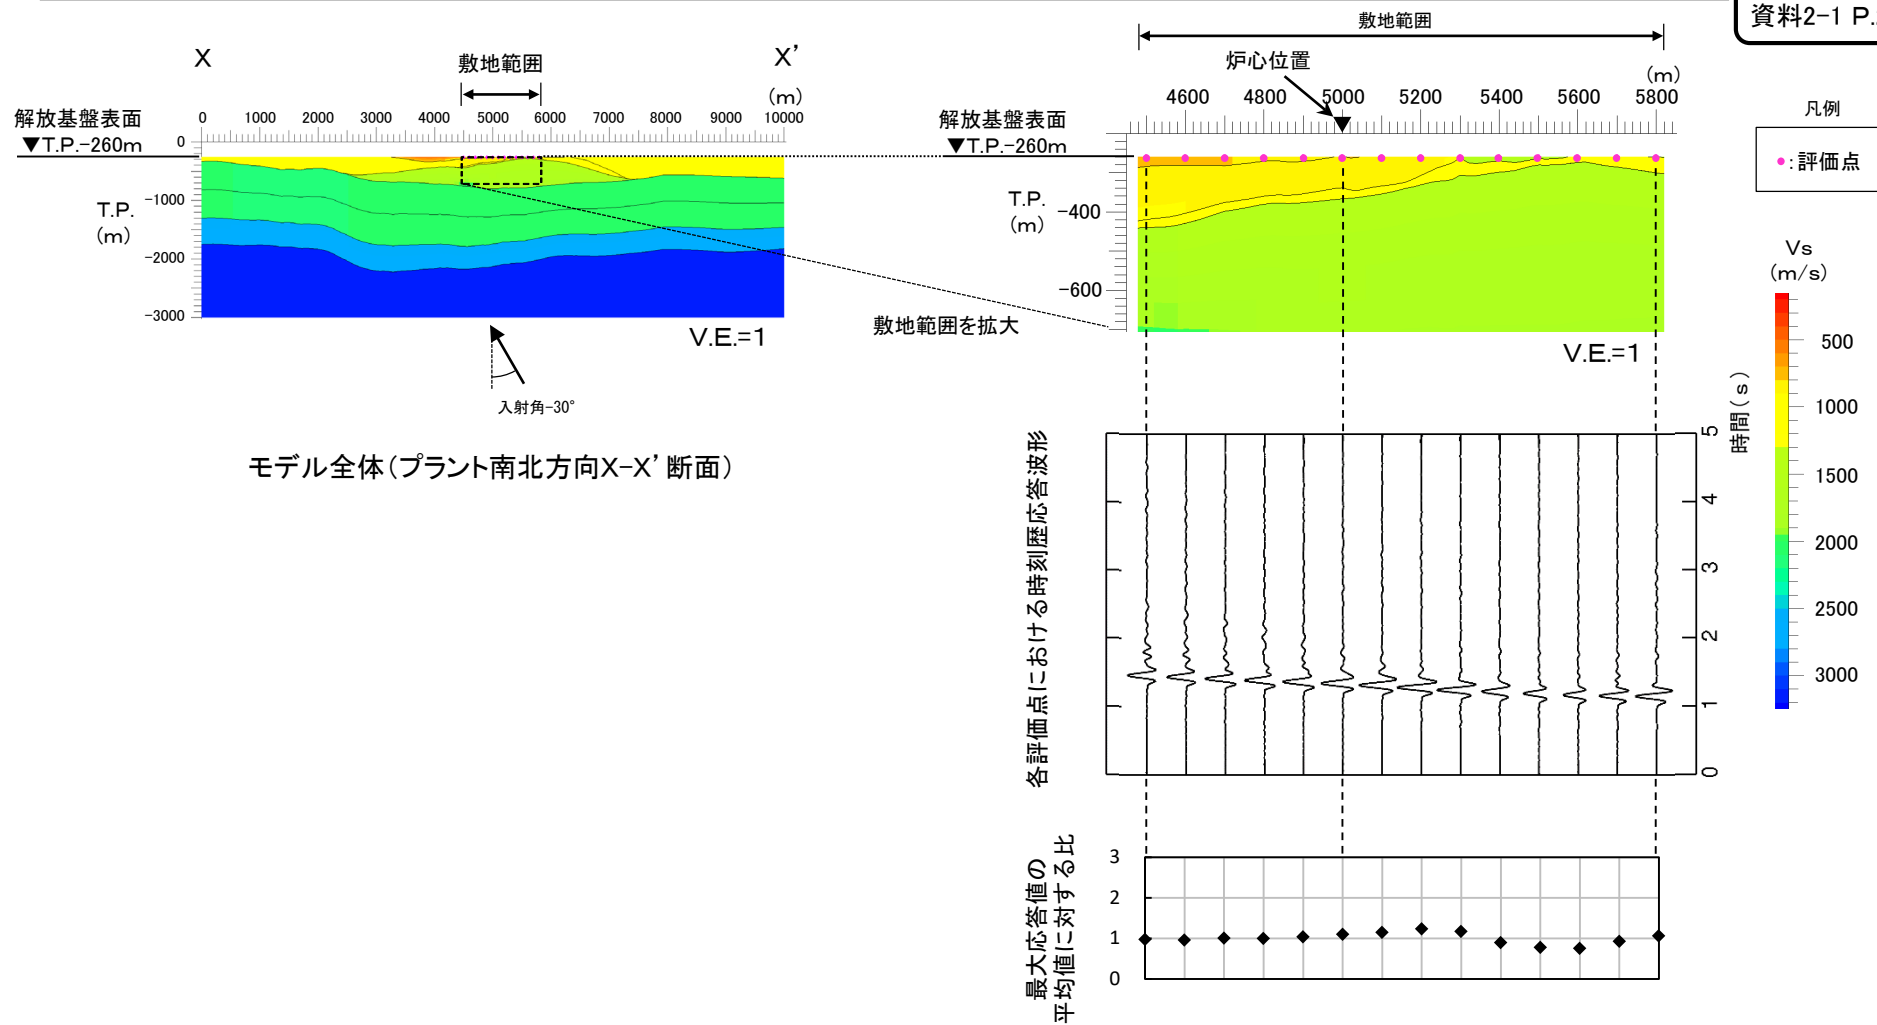 資料2-1 P.
X
X’
敷地範囲
(m)
解放基盤表面
▼T.P.-260m
0 1000 2000 3000 4000 5000 6000 7000 8000 9000 10000
T.P.
(m)
0
-1000
-2000
-3000
V.E.=1
入射角-30°
モデル全体(プラント南北方向X-X’断面)
敷地範囲
炉心位置
(m)
4600 4800 5000 5200 5400 5600 5800
解放基盤表面
▼T.P.-260m
T.P.
(m)
-400
-600
敷地範囲を拡大
V.E.=1
凡例
●:評価点
Vs
(m/s)
500
1000
1500
2000
2500
3000
各評価点における時刻歴応答波形
時間(s)
5
4
3
2
1
0
最大応答値の
平均値に対する比
3
2
1
0